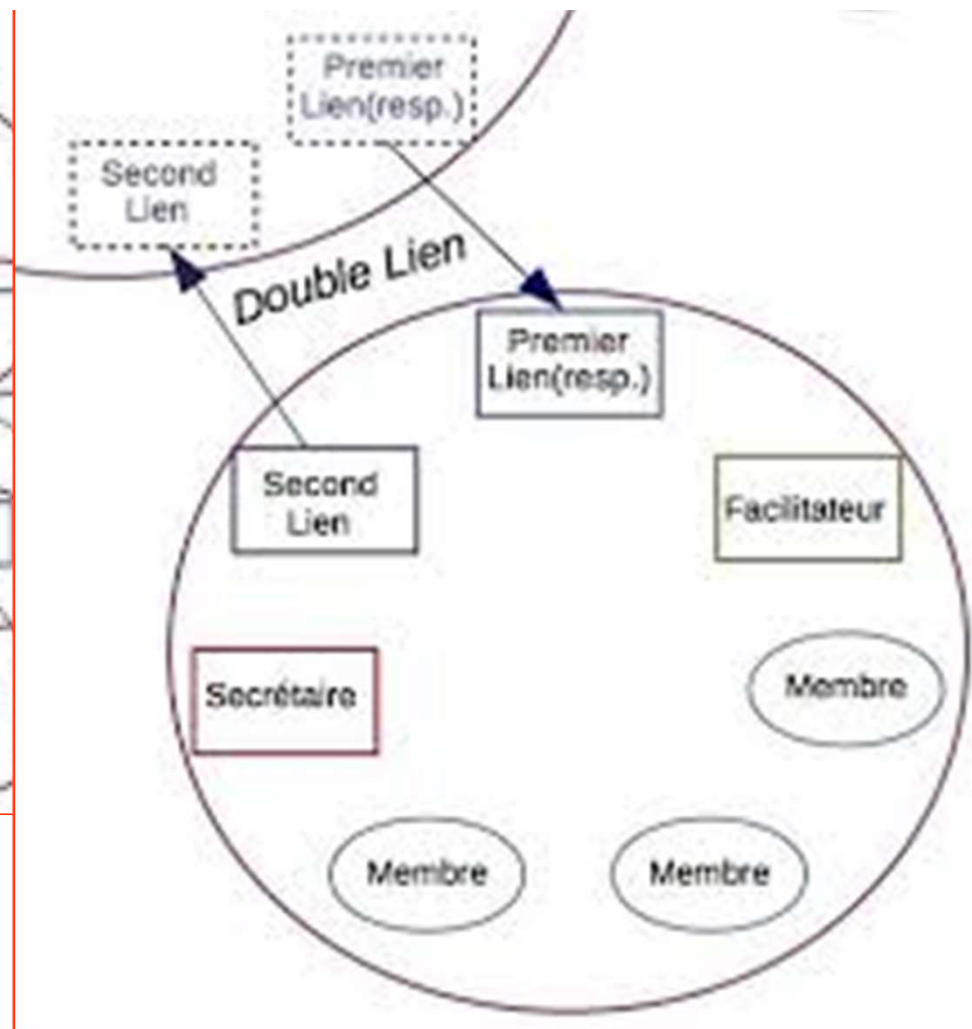 Premier
Lien(resp.)
Second
Lien
Double Lien
Premier
Lien(resp.)
Second
Lien
Facilitateur
Secrétaire
Membre
Membre
Membre